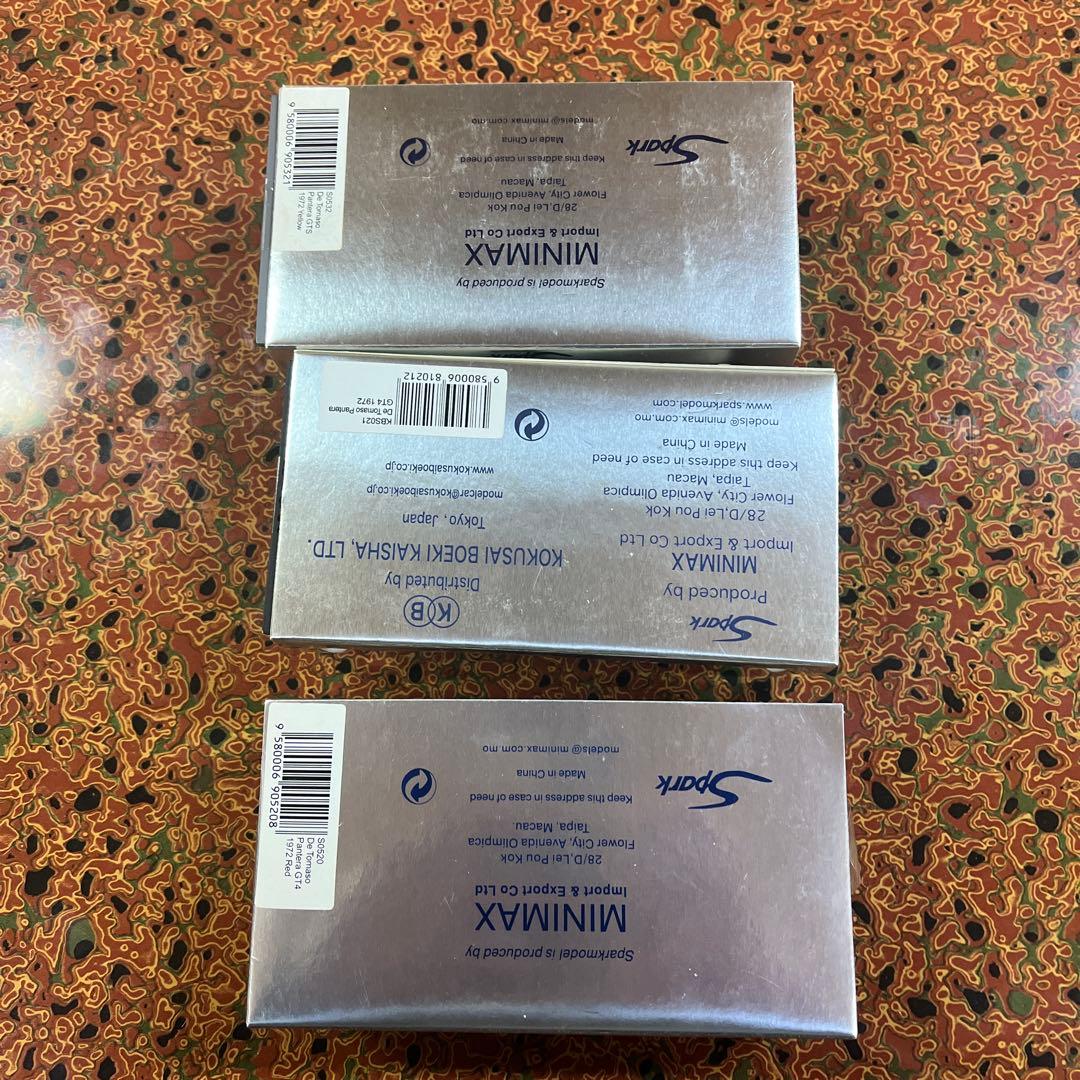 9 580006 905321
S0532
De Tomaso
Pantera GTS
1972 Yellow
Sparkmodel is produced by
MINIMAX
Import & Export Co Ltd
28/D,Lei Pou Kok
Flower City, Avenida Olimpica
Taipa, Macau
Keep this address in case of need
Made in China
models@minimax.com.mo
Spark
Spark
Produced by
MINIMAX
Import & Export Co Ltd
28/D,Lei Pou Kok
Flower City, Avenida Olimpica
Taipa, Macau
Keep this address in case of need
Made in China
models@minimax.com.mo
www.sparkmodel.com
KB
Distributed by
KOKUSAI BOEKI KAISHA, LTD.
Tokyo, Japan
modelcar@kokusaiboeki.co.jp
www.kokusaiboeki.co.jp
9 580006 810212
KBS021
De Tomaso Pantera
GT4 1972
9 580006 905208
S0520
De Tomaso
Pantera GT4
1972 Red
Sparkmodel is produced by
MINIMAX
Import & Export Co Ltd
28/D,Lei Pou Kok
Flower City, Avenida Olimpica
Taipa, Macau.
Keep this address in case of need
Made in China
models@minimax.com.mo
Spark